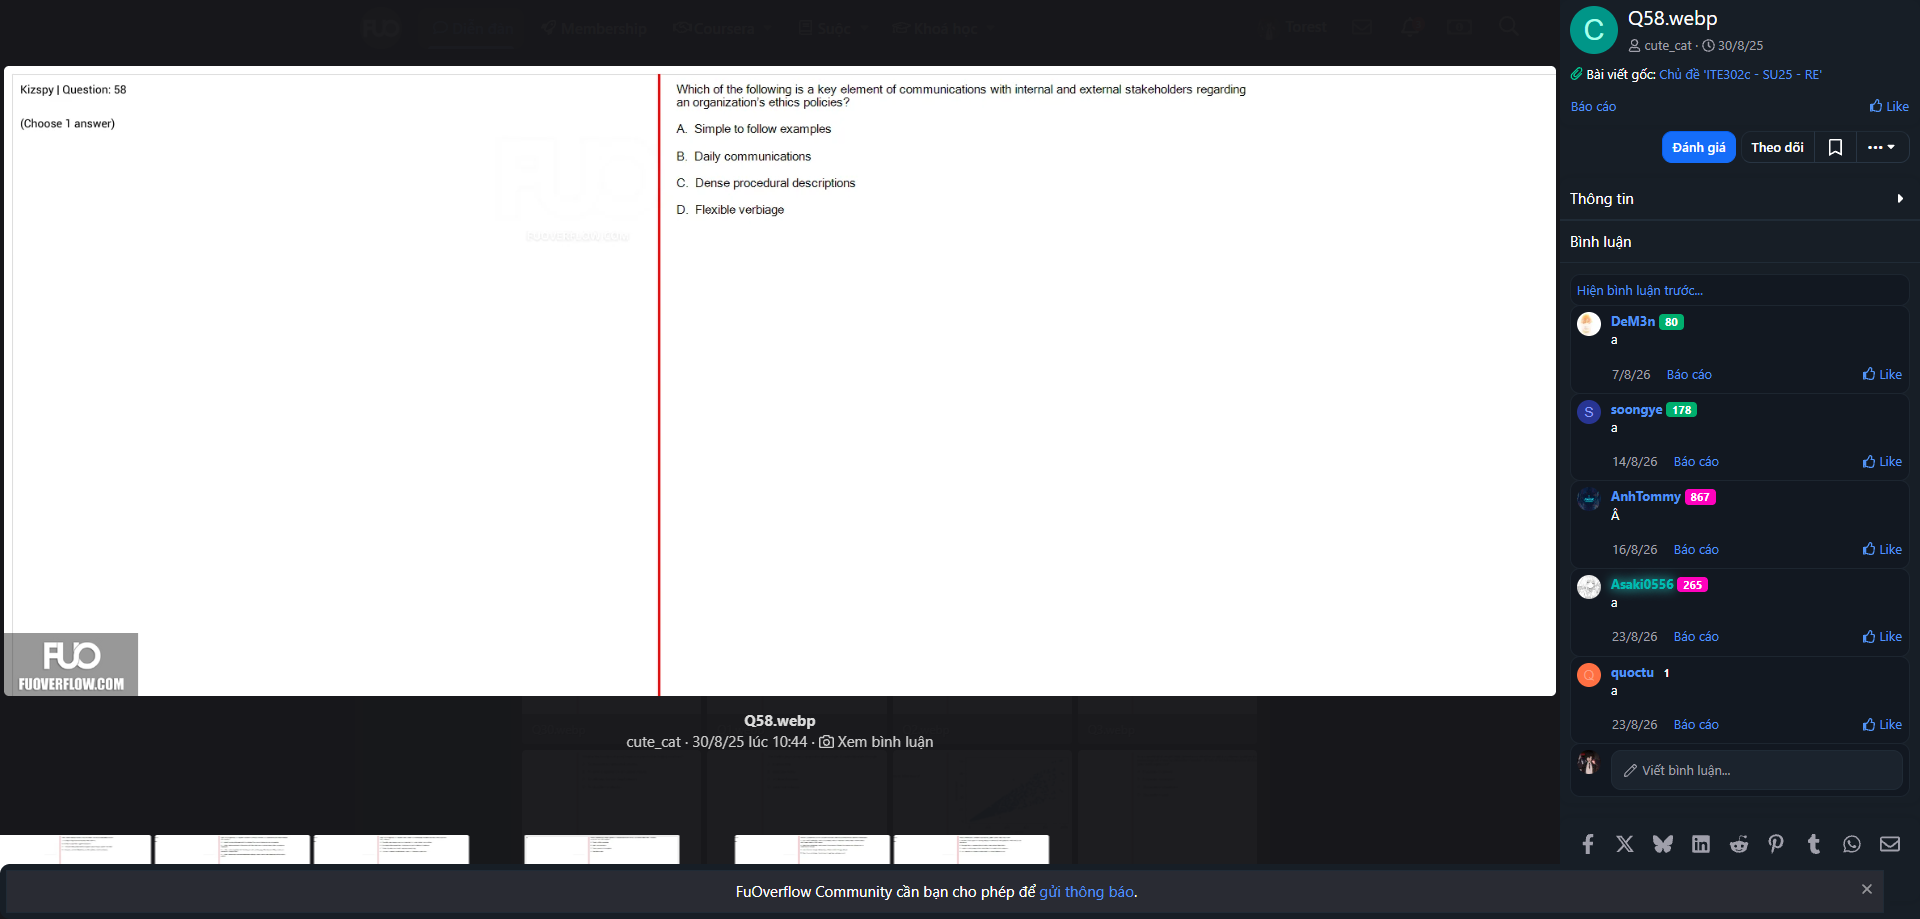 Membership
Coursera
Kizspy | Question: 58
(Choose 1 answer)
FUO
FUOVERFLOW.COM
Which of the following is a key element of communications with internal and external stakeholders regarding
an organization's ethics policies?
A. Simple to follow examples
B. Daily communications
C. Dense procedural descriptions
D. Flexible verbiage
FUO
FUOVERFLOW.COM
Q58.webp
cute_cat · 30/8/25 lúc 10:44 · Xem bình luận
C
Q58.webp
cute_cat · 30/8/25
Bài viết gốc: Chủ đề 'ITE302c - SU25 - RE'
Báo cáo
Like
Đánh giá
Theo dõi
Thông tin
Bình luận
Hiện bình luận trước...
DeM3n 80
a
7/8/26 Báo cáo Like
S
soongye 178
a
14/8/26 Báo cáo Like
AnhTommy 867
Â
16/8/26 Báo cáo Like
Asaki0556 265
a
23/8/26 Báo cáo Like
Q
quoctu 1
a
23/8/26 Báo cáo Like
Viết bình luận...
FuOverflow Community cần bạn cho phép để gửi thông báo.